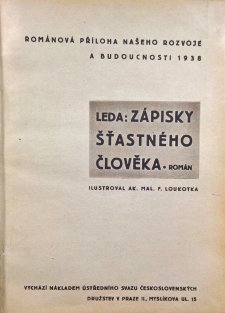 ROMÁNOVÁ PŘÍLOHA NAŠEHO ROZVOJE
A BUDOUCNOSTI 1938
LEDA: ZÁPISKY
ŠŤASTNÉHO
ČLOVĚKA • ROMÁN
ILUSTROVAL AK. MAL. F. LOUKOTKA
VYCHÁZÍ NÁKLADEM ÚSTŘEDNÍHO SVAZU ČESKOSLOVENSKÝCH
DRUŽSTEV V PRAZE II., MYSLÍKOVA UL. 15